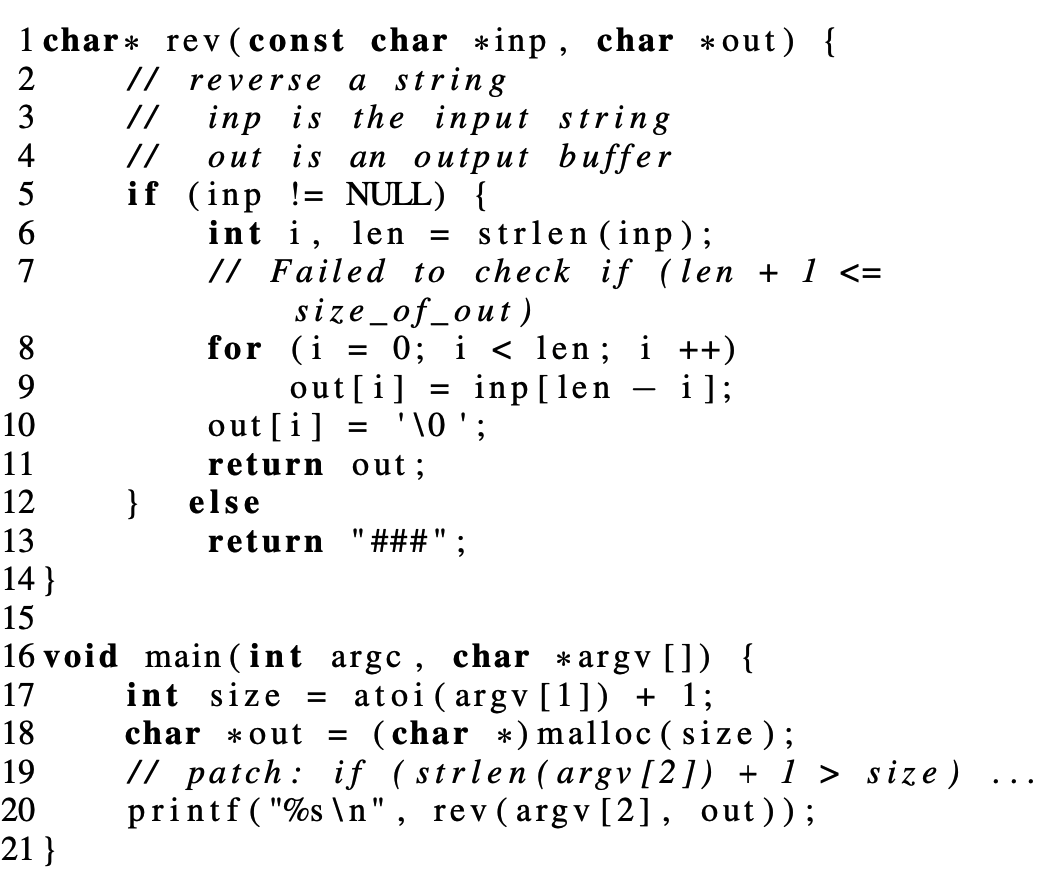 1 char* rev(const char *inp, char *out) {
2 // reverse a string
3 // inp is the input string
4 // out is an output buffer
5 if (inp != NULL) {
6 int i, len = strlen(inp);
7 // Failed to check if (len + 1 <=
size_of_out)
8 for (i = 0; i < len; i ++)
9 out[i] = inp[len − i];
10 out[i] = '\0 ';
11 return out;
12 } else
13 return "###";
14 }
15
16 void main(int argc, char *argv[]) {
17 int size = atoi(argv[1]) + 1;
18 char *out = (char *)malloc(size);
19 // patch: if (strlen(argv[2]) + 1 > size) ...
20 printf("%s\n", rev(argv[2], out));
21 }